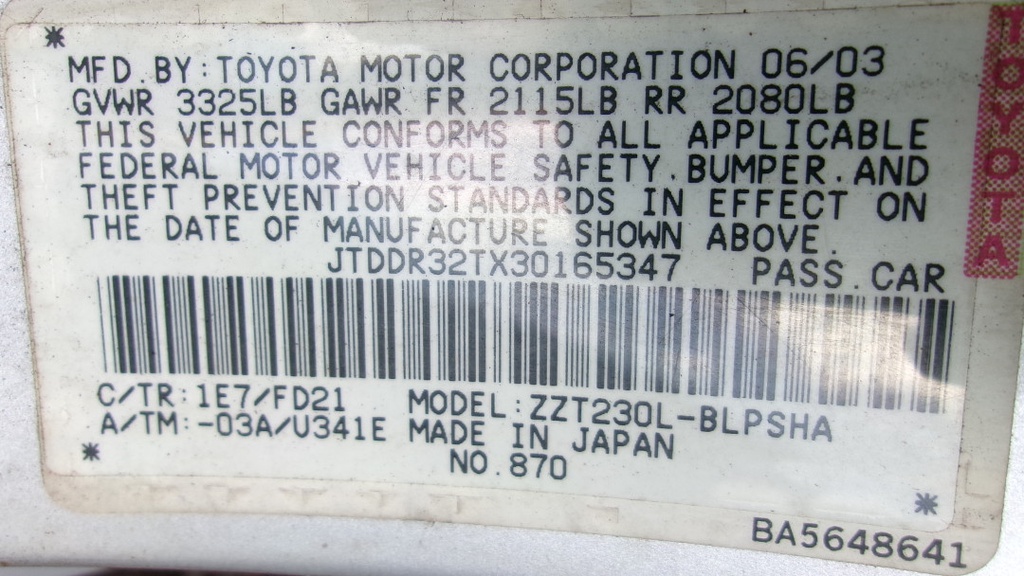 MFD. BY: TOYOTA MOTOR CORPORATION 06/03
GVWR 3325LB GAWR FR 2115LB RR 2080LB
THIS VEHICLE CONFORMS TO ALL APPLICABLE
FEDERAL MOTOR VEHICLE SAFETY, BUMPER, AND
THEFT PREVENTION STANDARDS IN EFFECT ON
THE DATE OF MANUFACTURE SHOWN ABOVE.
JTDDR32TX30165347 PASS. CAR
C/TR: 1E7/FD21 MODEL: ZZT230L-BLPSHA
A/TM: -03A/U341E MADE IN JAPAN
NO. 870
BA5648641
TOYOTA